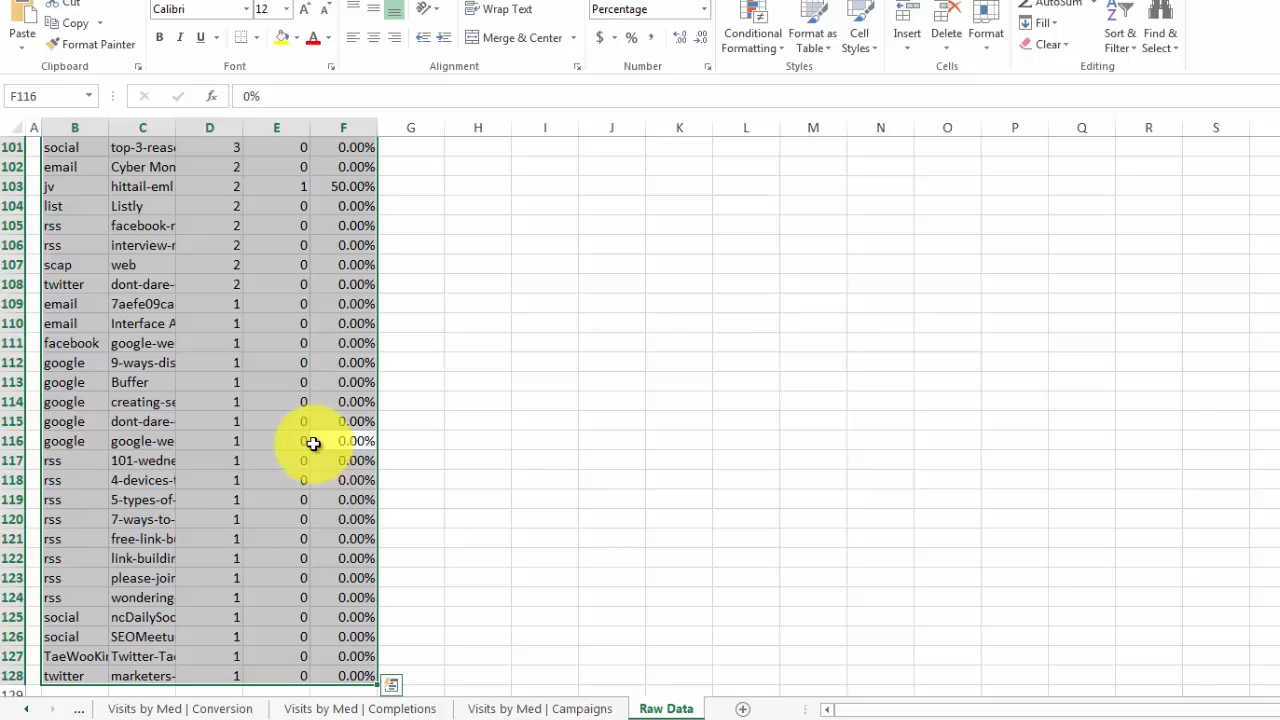 Cut
Calibri 12 A A Wrap Text Percentage AutoSum
Copy
Paste
Format Painter
B I U A Merge & Center $ % , Conditional Formatting Format as Table Cell Styles Insert Delete Format Fill Clear Sort & Filter Find & Select
Clipboard Font Alignment Number Styles Cells Editing
F116 fx 0%
A B C D E F G H I J K L M N O P Q R S
101 social top-3-reas 3 0 0.00%
102 email Cyber Mon 2 0 0.00%
103 jv hittail-eml 2 1 50.00%
104 list Listly 2 0 0.00%
105 rss facebook-r 2 0 0.00%
106 rss interview-r 2 0 0.00%
107 scap web 2 0 0.00%
108 twitter dont-dare- 2 0 0.00%
109 email 7aefe09ca 1 0 0.00%
110 email Interface A 1 0 0.00%
111 facebook google-we 1 0 0.00%
112 google 9-ways-dis 1 0 0.00%
113 google Buffer 1 0 0.00%
114 google creating-se 1 0 0.00%
115 google dont-dare- 1 0 0.00%
116 google google-we 1 0 0.00%
117 rss 101-wedne 1 0 0.00%
118 rss 4-devices-t 1 0 0.00%
119 rss 5-types-of- 1 0 0.00%
120 rss 7-ways-to- 1 0 0.00%
121 rss free-link-bu 1 0 0.00%
122 rss link-buildin 1 0 0.00%
123 rss please-join 1 0 0.00%
124 rss wondering 1 0 0.00%
125 social ncDailySoc 1 0 0.00%
126 social SEOMeetu 1 0 0.00%
127 TaeWooKi Twitter-Tae 1 0 0.00%
128 twitter marketers- 1 0 0.00%
129
... Visits by Med | Conversion Visits by Med | Completions Visits by Med | Campaigns Raw Data